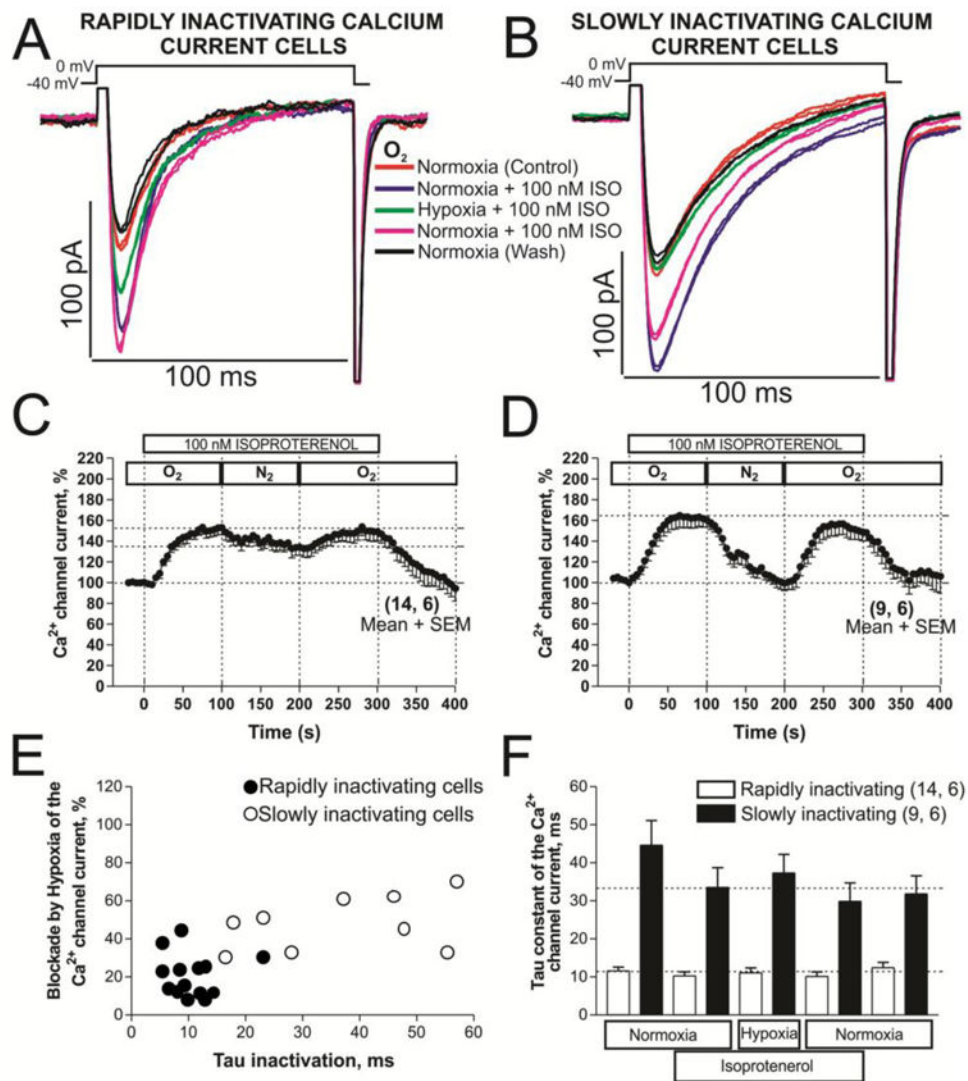 A
RAPIDLY INACTIVATING CALCIUM
CURRENT CELLS
B
SLOWLY INACTIVATING CALCIUM
CURRENT CELLS
0 mV
-40 mV
0 mV
-40 mV
O2
Normoxia (Control)
Normoxia + 100 nM ISO
Hypoxia + 100 nM ISO
Normoxia + 100 nM ISO
Normoxia (Wash)
100 pA
100 ms
100 pA
100 ms
C
100 nM ISOPROTERENOL
O2
N2
O2
220
200
180
160
140
120
100
80
60
40
20
0
Ca2+ channel current, %
(14, 6)
Mean + SEM
0 50 100 150 200 250 300 350 400
Time (s)
D
100 nM ISOPROTERENOL
O2
N2
O2
220
200
180
160
140
120
100
80
60
40
20
0
Ca2+ channel current, %
(9, 6)
Mean + SEM
0 50 100 150 200 250 300 350 400
Time (s)
E
Rapidly inactivating cells
Slowly inactivating cells
120
100
80
60
40
20
0
Blockade by Hypoxia of the
Ca2+ channel current, %
0 10 20 30 40 50 60
Tau inactivation, ms
F
Rapidly inactivating (14, 6)
Slowly inactivating (9, 6)
60
50
40
30
20
10
0
Tau constant of the Ca2+
channel current, ms
Normoxia
Hypoxia
Normoxia
Isoprotenerol